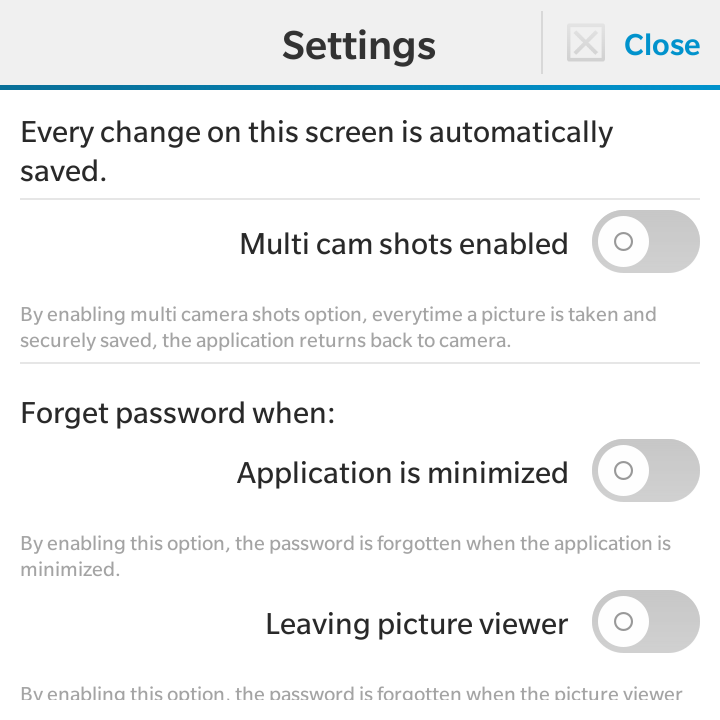 Settings
Close
Every change on this screen is automatically
saved.
Multi cam shots enabled
By enabling multi camera shots option, everytime a picture is taken and
securely saved, the application returns back to camera.
Forget password when:
Application is minimized
By enabling this option, the password is forgotten when the application is
minimized.
Leaving picture viewer
By enabling this option, the password is forgotten when the picture viewer